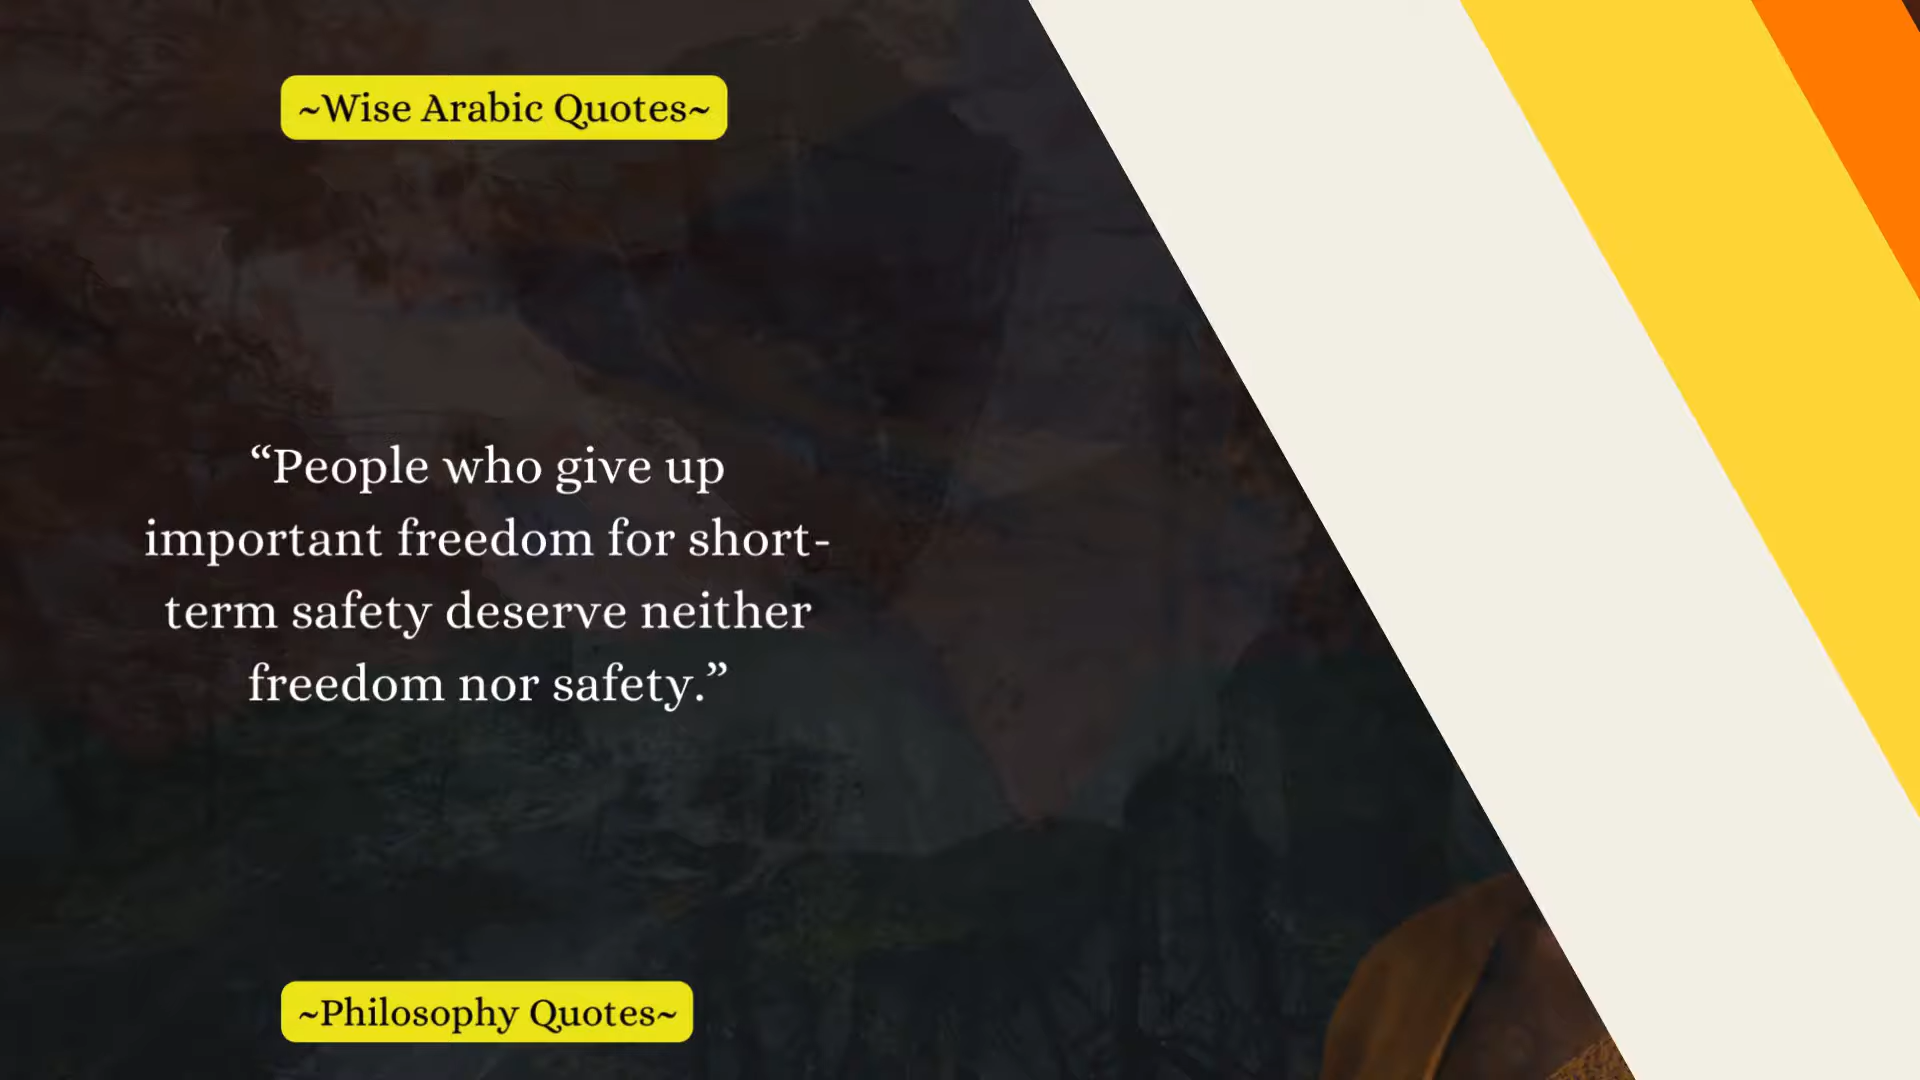 ~Wise Arabic Quotes~
“People who give up
important freedom for short-
term safety deserve neither
freedom nor safety.”
~Philosophy Quotes~